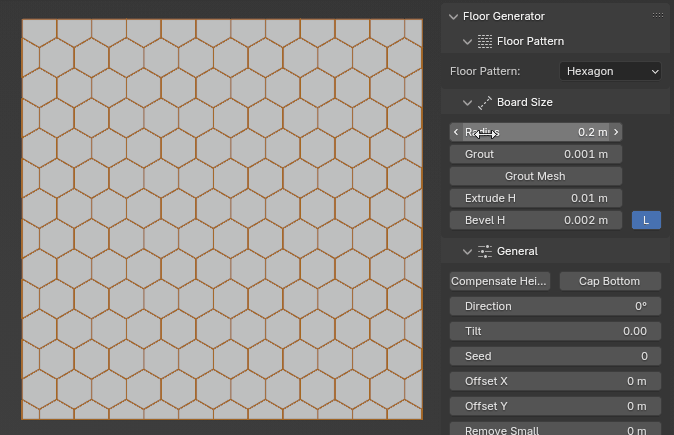 Floor Generator
Floor Pattern
Floor Pattern: Hexagon
Board Size
Radius 0.2 m
Grout 0.001 m
Grout Mesh
Extrude H 0.01 m
Bevel H 0.002 m L
General
Compensate Hei... Cap Bottom
Direction 0°
Tilt 0.00
Seed 0
Offset X 0 m
Offset Y 0 m
Remove Small 0 m